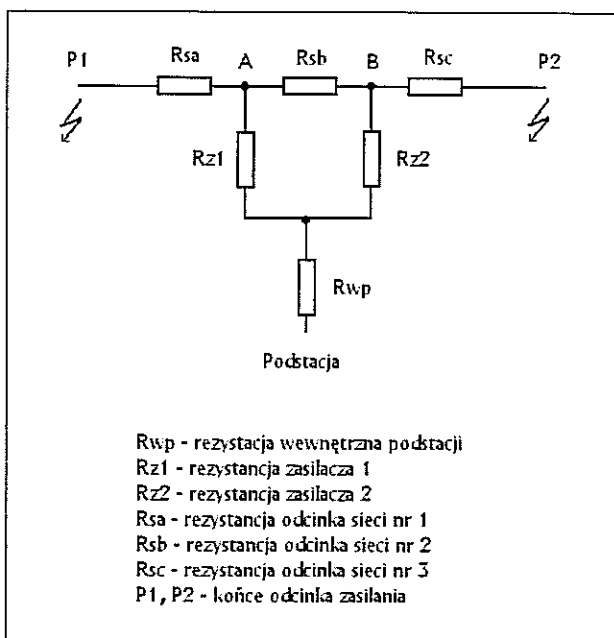 P1
Rsa
A
Rsb
B
Rsc
P2
Rz1
Rz2
Rwp
Podstacja
Rwp - rezystacja wewnętrzna podstacji
Rz1 - rezystancja zasilacza 1
Rz2 - rezystancja zasilacza 2
Rsa - rezystancja odcinka sieci nr 1
Rsb - rezystancja odcinka sieci nr 2
Rsc - rezystancja odcinka sieci nr 3
P1, P2 - końce odcinka zasilania